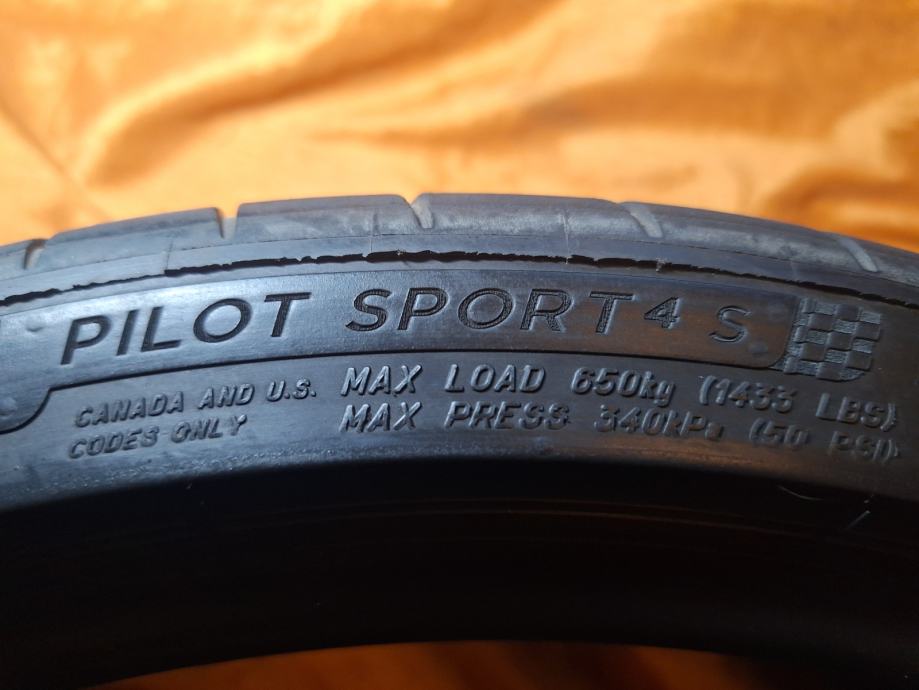 PILOT SPORT 4 S
CANADA AND U.S. CODES ONLY
MAX LOAD 650kg (1433 LBS)
MAX PRESS 340kPa (50 PSI)